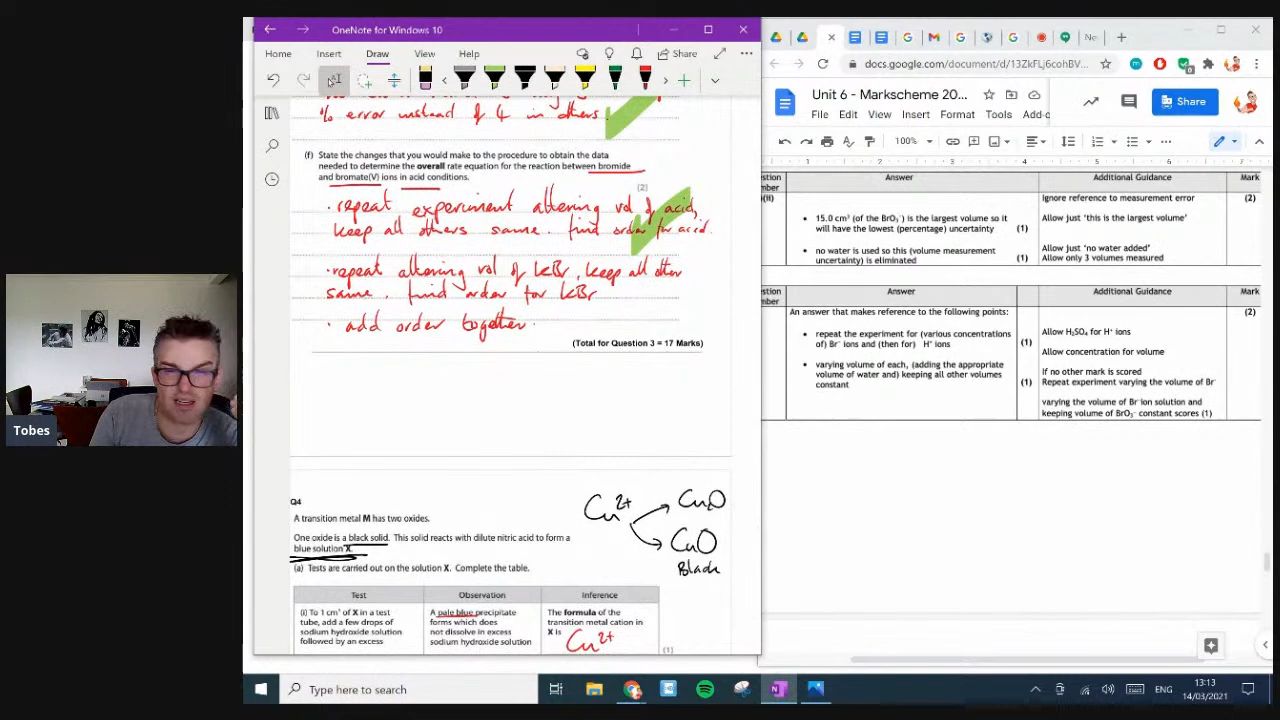 OneNote for Windows 10
Home Insert Draw View Help Share
% error instead of 4 in others.
(f) State the changes that you would make to the procedure to obtain the data
needed to determine the overall rate equation for the reaction between bromide
and bromate(V) ions in acid conditions.
(2)
· repeat experiment altering vol of acid,
keep all others same. find order for acid.
· repeat altering vol of KBr, keep all other
same. find order for KBr
· add order together.
(Total for Question 3 = 17 Marks)
Q4
A transition metal M has two oxides.
One oxide is a black solid. This solid reacts with dilute nitric acid to form a
blue solution X.
(a) Tests are carried out on the solution X. Complete the table.
Cu2+
Cu2O
CuO
Black
Test Observation Inference
(i) To 1 cm³ of X in a test
tube, add a few drops of
sodium hydroxide solution
followed by an excess
A pale blue precipitate
forms which does
not dissolve in excess
sodium hydroxide solution
The formula of the
transition metal cation in
X is
Cu2+
(1)
Tobes
docs.google.com/document/d/13ZkFLj6cohBV...
Unit 6 - Markscheme 20...
Share
File Edit View Insert Format Tools Add-o
100%
estion
mber
Answer Additional Guidance Mark
(ii)
• 15.0 cm³ (of the BrO₃⁻) is the largest volume so it
will have the lowest (percentage) uncertainty (1)
• no water is used so this (volume measurement
uncertainty) is eliminated (1)
Ignore reference to measurement error
Allow just 'this is the largest volume'
Allow just 'no water added'
Allow only 3 volumes measured
(2)
estion
mber
Answer Additional Guidance Mark
An answer that makes reference to the following points:
• repeat the experiment for (various concentrations
of) Br⁻ ions and (then for) H⁺ ions (1)
• varying volume of each, (adding the appropriate
volume of water and) keeping all other volumes
constant (1)
Allow H₂SO₄ for H⁺ ions
Allow concentration for volume
If no other mark is scored
Repeat experiment varying the volume of Br⁻
varying the volume of Br⁻ ion solution and
keeping volume of BrO₃⁻ constant scores (1)
(2)
Type here to search
ENG
13:13
14/03/2021